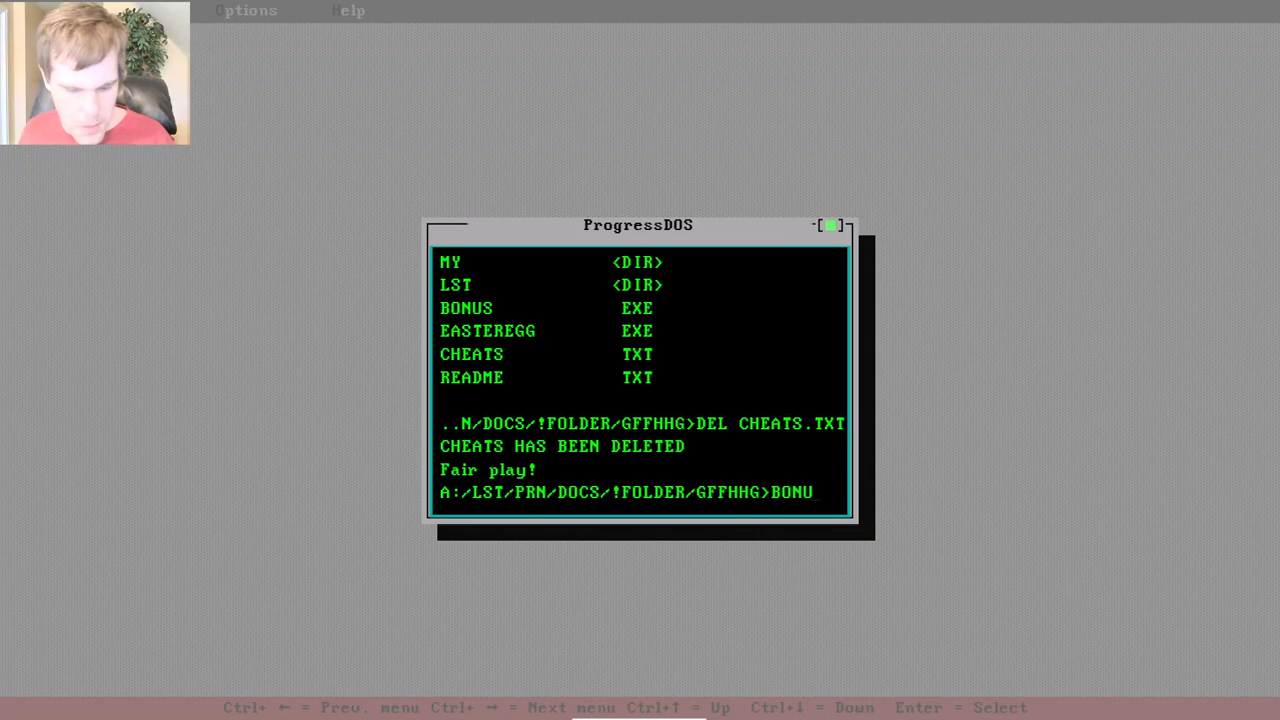 Options Help
ProgressDOS
MY <DIR>
LST <DIR>
BONUS EXE
EASTEREGG EXE
CHEATS TXT
README TXT
..N/DOCS/!FOLDER/GFFHHG>DEL CHEATS.TXT
CHEATS HAS BEEN DELETED
Fair play!
A:/LST/PRN/DOCS/!FOLDER/GFFHHG>BONU_
Ctrl+ ← = Prev. menu Ctrl+ → = Next menu Ctrl+↑ = Up Ctrl+↓ = Down Enter = Select